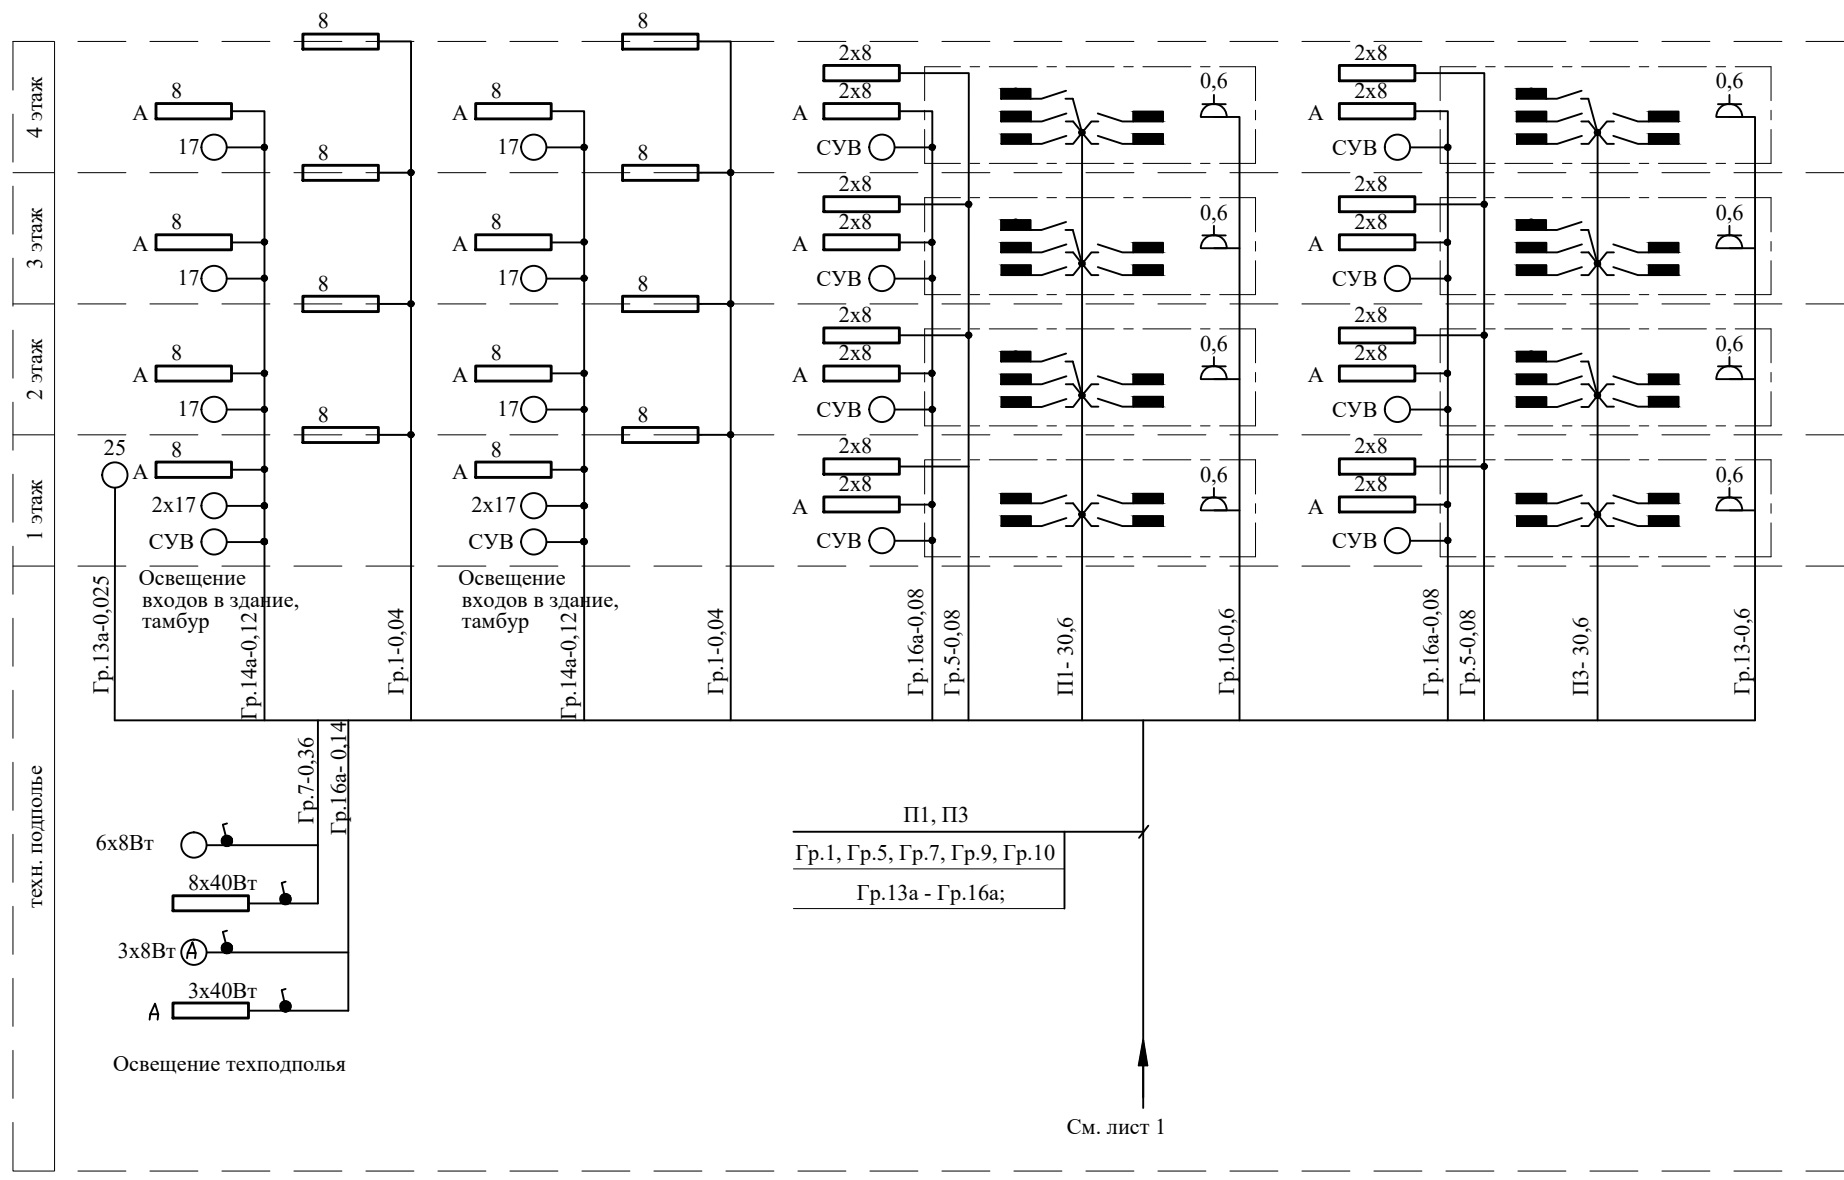 8
8
4 этаж
8
А
17
8
А
17
2х8
2х8
А
СУВ
0,6
2х8
2х8
А
СУВ
0,6
8
8
3 этаж
8
А
17
8
А
17
2х8
2х8
А
СУВ
0,6
2х8
2х8
А
СУВ
0,6
8
8
2 этаж
8
А
17
8
А
17
2х8
2х8
А
СУВ
0,6
2х8
2х8
А
СУВ
0,6
8
8
1 этаж
25
8
А
2х17
СУВ
8
А
2х17
СУВ
2х8
2х8
А
СУВ
0,6
2х8
2х8
А
СУВ
0,6
Гр.13а-0,025
Освещение
входов в здание,
тамбур
Гр.14а-0,12
Гр.1-0,04
Освещение
входов в здание,
тамбур
Гр.14а-0,12
Гр.1-0,04
Гр.16а-0,08
Гр.5-0,08
П1- 30,6
Гр.10-0,6
Гр.16а-0,08
Гр.5-0,08
П3- 30,6
Гр.13-0,6
техн. подполье
Гр.7-0,36
Гр.16а- 0,14
6х8Вт
8х40Вт
3х8Вт
А
3х40Вт
А
Освещение техподполья
П1, П3
Гр.1, Гр.5, Гр.7, Гр.9, Гр.10
Гр.13а - Гр.16а;
См. лист 1